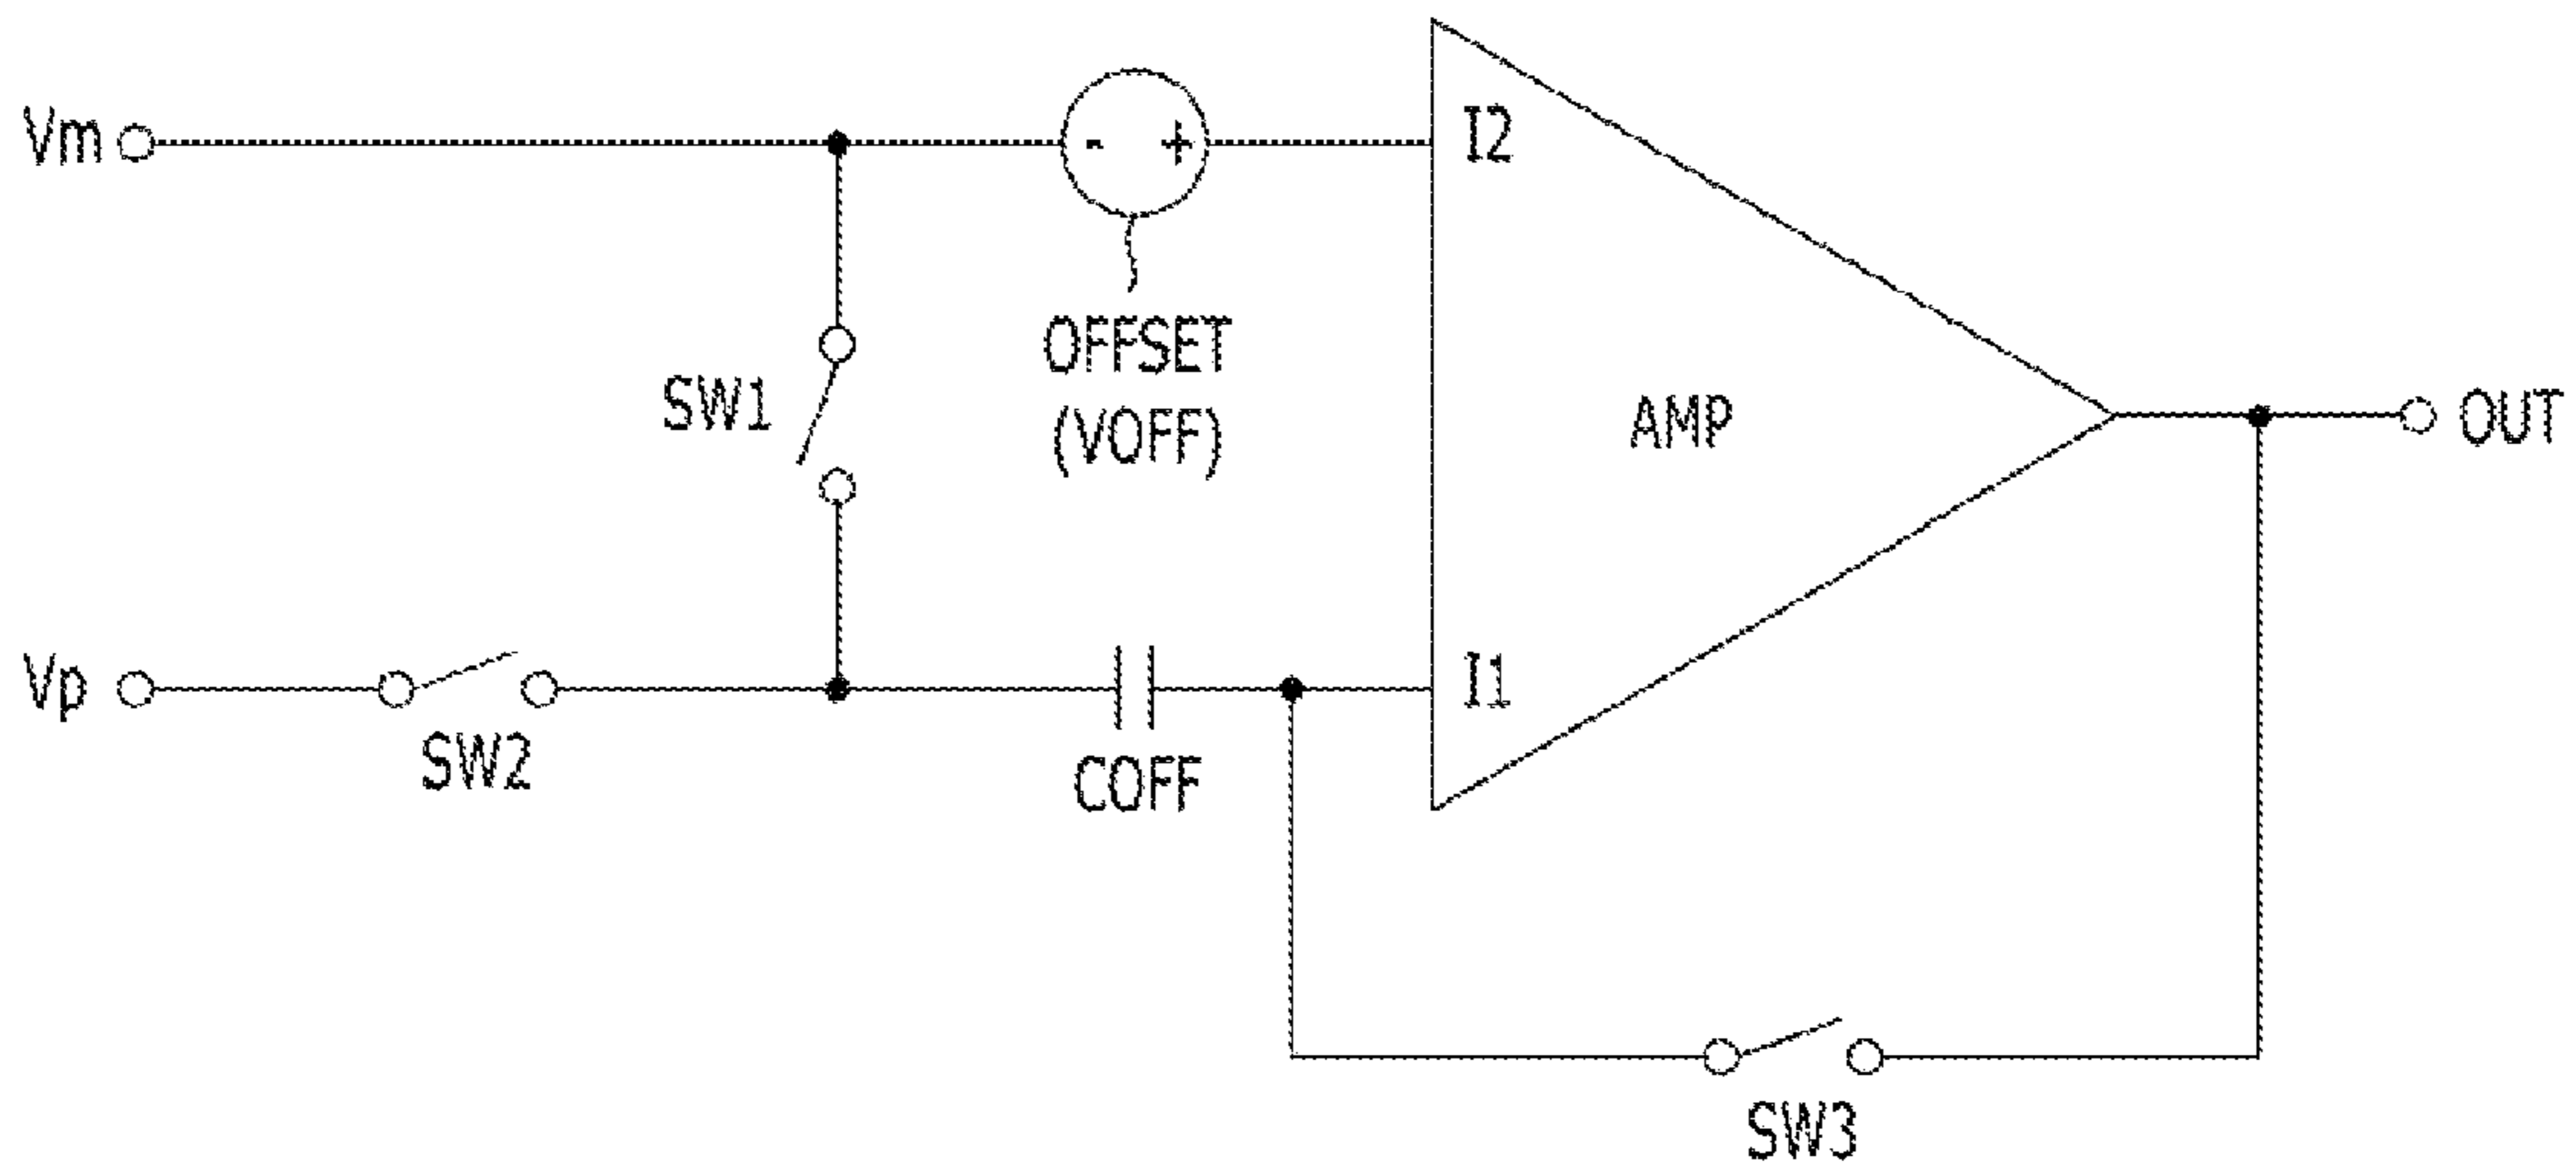 Vm
- +
I2
OFFSET
(VOFF)
SW1
AMP
OUT
Vp
SW2
COFF
I1
SW3